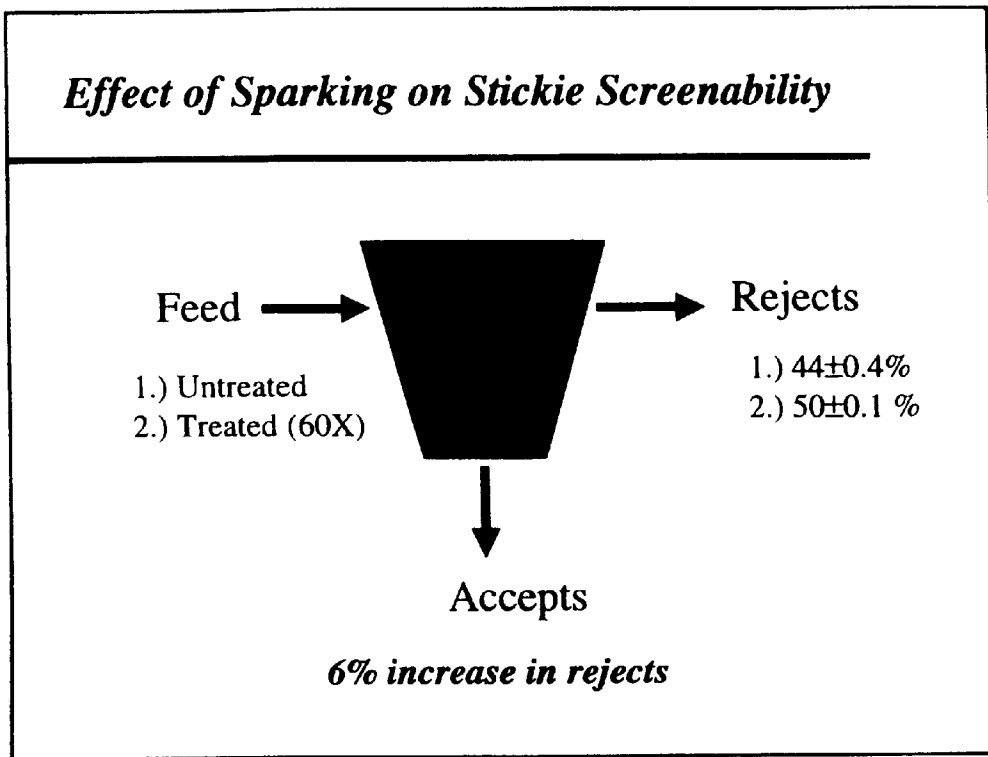 Effect of Sparking on Stickie Screenability
Feed
1.) Untreated
2.) Treated (60X)
Rejects
1.) 44±0.4%
2.) 50±0.1 %
Accepts
6% increase in rejects